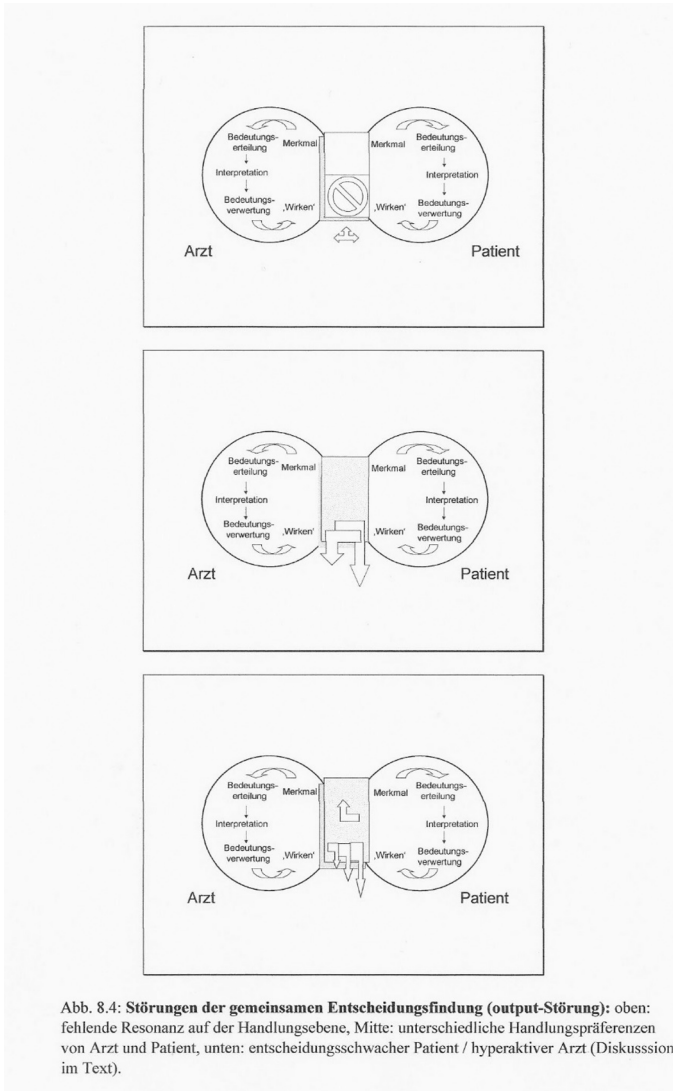 Bedeutungs-
erteilung
Merkmal
Interpretation
Bedeutungs-
verwertung
‚Wirken'
Merkmal
Bedeutungs-
erteilung
Interpretation
‚Wirken'
Bedeutungs-
verwertung
Arzt
Patient
Bedeutungs-
erteilung
Merkmal
Interpretation
Bedeutungs-
verwertung
‚Wirken'
Merkmal
Bedeutungs-
erteilung
Interpretation
‚Wirken'
Bedeutungs-
verwertung
Arzt
Patient
Bedeutungs-
erteilung
Merkmal
Interpretation
Bedeutungs-
verwertung
‚Wirken'
Merkmal
Bedeutungs-
erteilung
Interpretation
‚Wirken'
Bedeutungs-
verwertung
Arzt
Patient
Abb. 8.4: Störungen der gemeinsamen Entscheidungsfindung (output-Störung): oben:
fehlende Resonanz auf der Handlungsebene, Mitte: unterschiedliche Handlungspräferenzen
von Arzt und Patient, unten: entscheidungsschwacher Patient / hyperaktiver Arzt (Diskusssion
im Text).